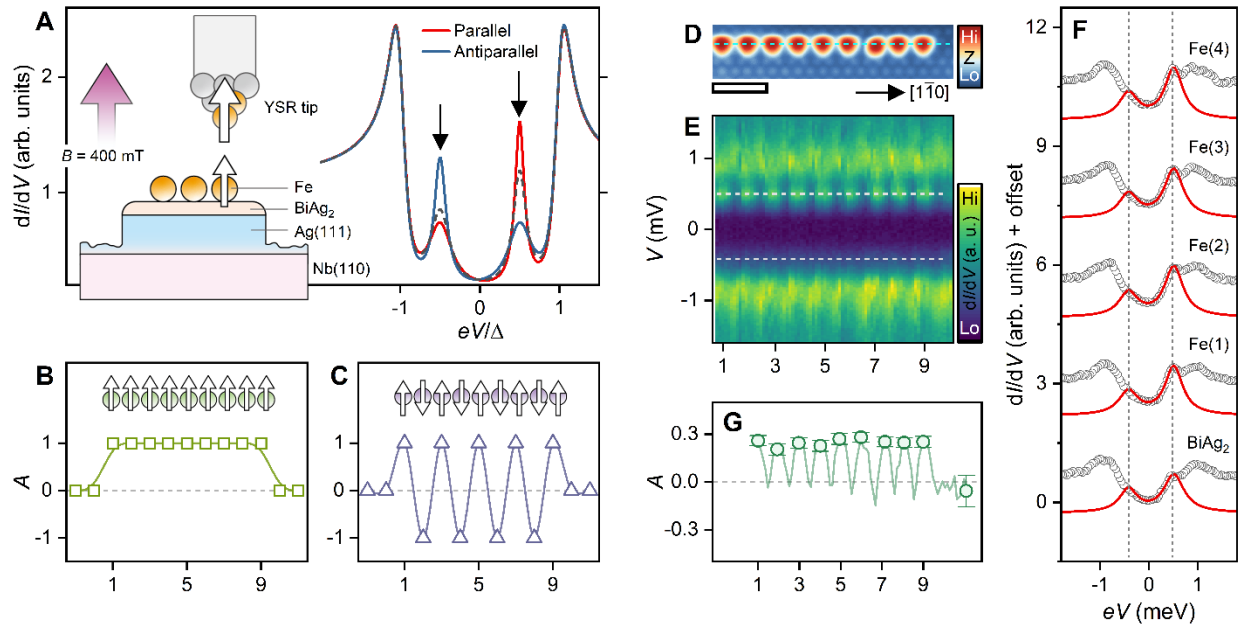 A
dI/dV (arb. units)
2
1
-1
0
1
eV/Δ
Parallel
Antiparallel
B = 400 mT
YSR tip
Fe
BiAg2
Ag(111)
Nb(110)
B
A
1
0
-1
1
9
C
1
0
-1
1
9
D
Hi
Z
Lo
[11̅0]
E
V (mV)
1
0
-1
1
3
5
7
9
Hi
dI/dV (a. u.)
Lo
G
A
0.3
0.0
-0.3
1
3
5
7
9
F
dI/dV (arb. units) + offset
12
9
6
3
0
Fe(4)
Fe(3)
Fe(2)
Fe(1)
BiAg2
-1
0
1
eV (meV)